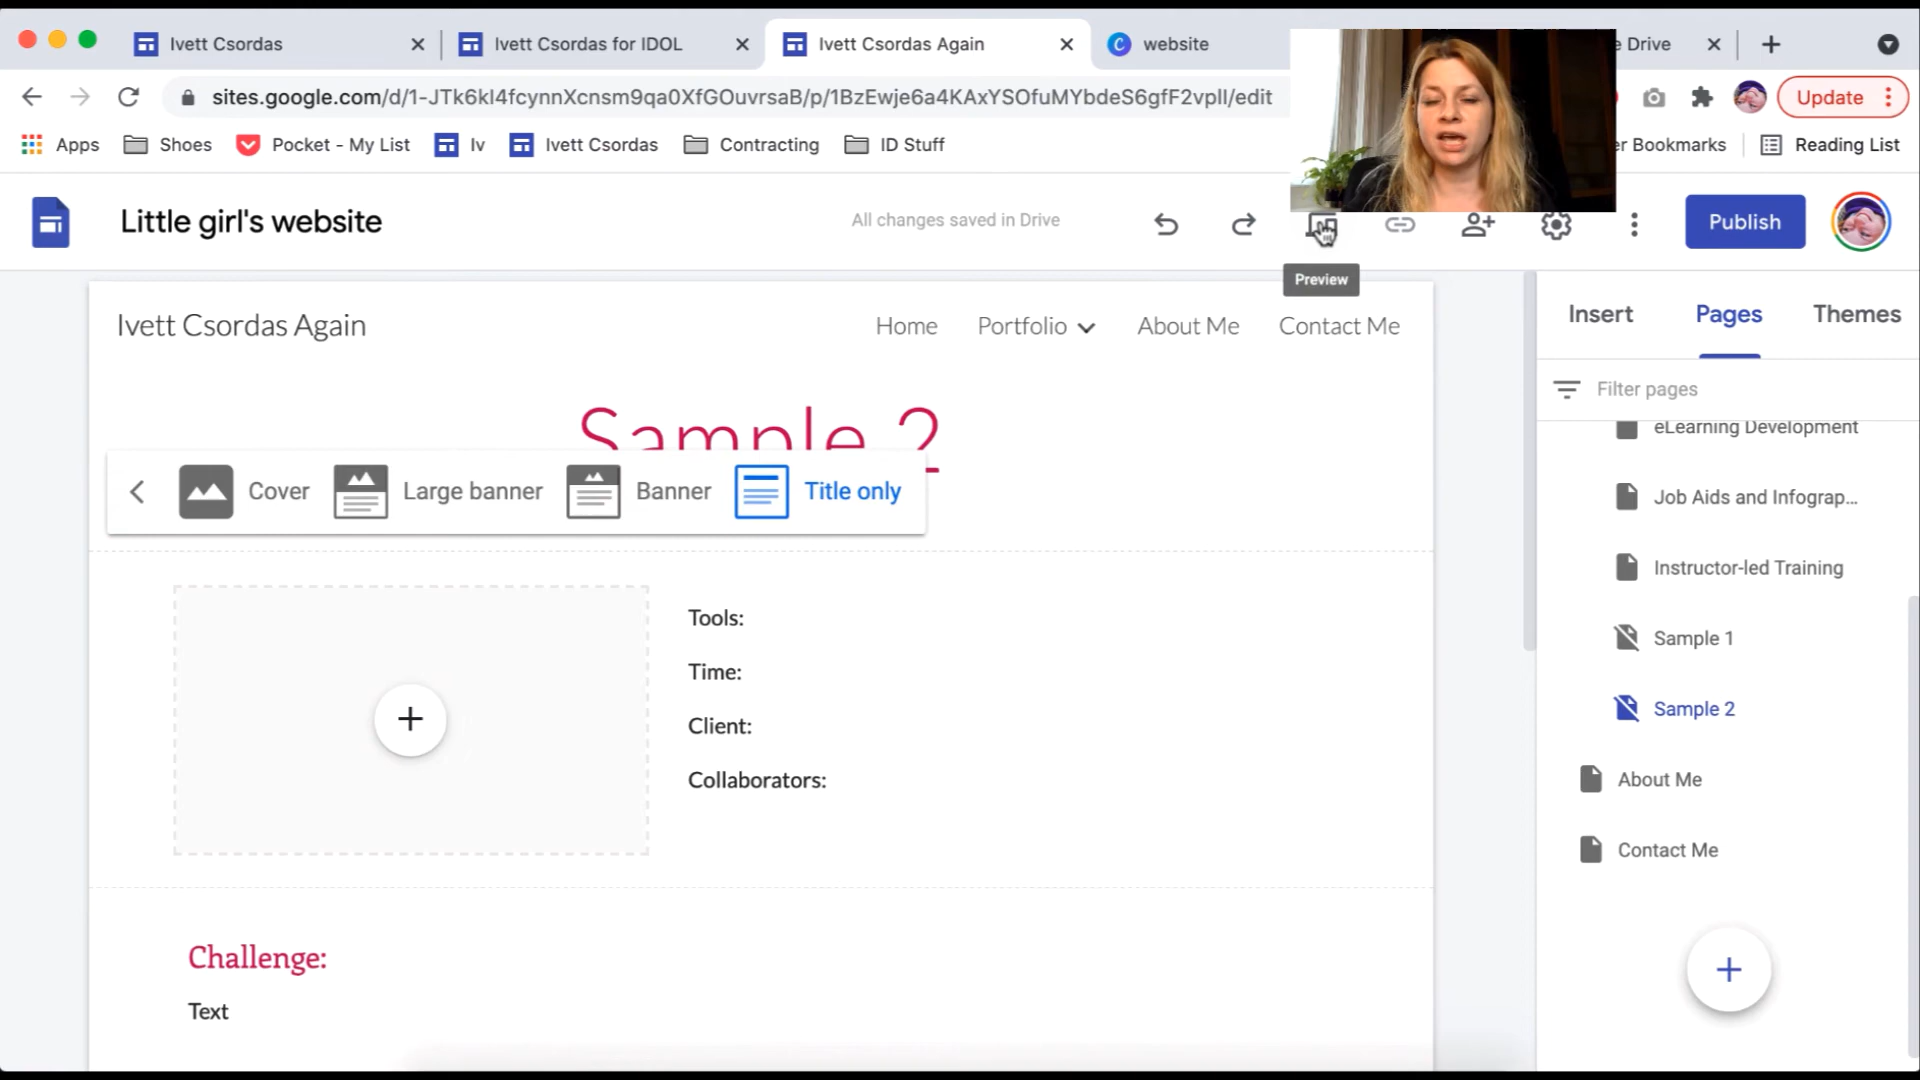 Ivett Csordas
Ivett Csordas for IDOL
Ivett Csordas Again
website
e Drive
sites.google.com/d/1-JTk6kl4fcynnXcnsm9qa0XfGOuvrsaB/p/1BzEwje6a4KAxYSOfuMYbdeS6gfF2vpll/edit
Update
Apps
Shoes
Pocket - My List
Iv
Ivett Csordas
Contracting
ID Stuff
er Bookmarks
Reading List
Little girl's website
All changes saved in Drive
Publish
Preview
Ivett Csordas Again
Home
Portfolio
About Me
Contact Me
Insert
Pages
Themes
Filter pages
Sample 2
Cover
Large banner
Banner
Title only
eLearning Development
Job Aids and Infograp...
Instructor-led Training
Sample 1
Sample 2
About Me
Contact Me
Tools:
Time:
Client:
Collaborators:
Challenge:
Text